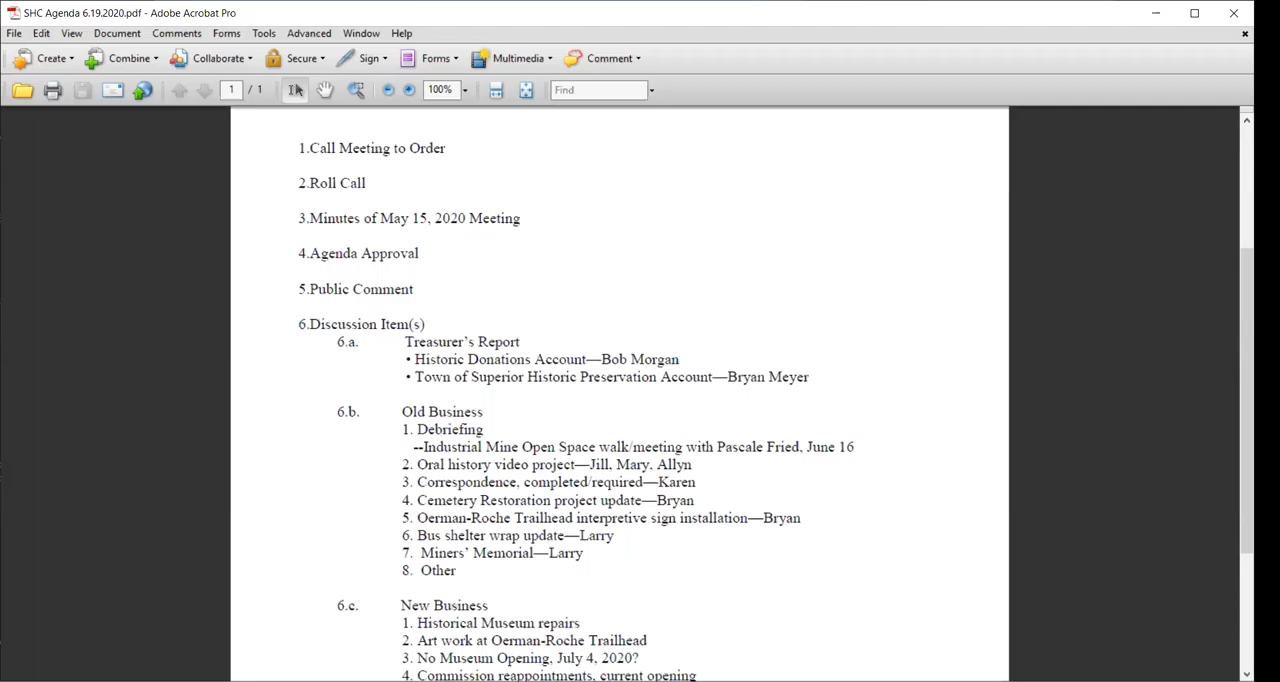 SHC Agenda 6.19.2020.pdf - Adobe Acrobat Pro
File Edit View Document Comments Forms Tools Advanced Window Help
Create Combine Collaborate Secure Sign Forms Multimedia Comment
1 / 1 100% Find
1.Call Meeting to Order
2.Roll Call
3.Minutes of May 15, 2020 Meeting
4.Agenda Approval
5.Public Comment
6.Discussion Item(s)
6.a. Treasurer's Report
• Historic Donations Account—Bob Morgan
• Town of Superior Historic Preservation Account—Bryan Meyer
6.b. Old Business
1. Debriefing
--Industrial Mine Open Space walk/meeting with Pascale Fried, June 16
2. Oral history video project—Jill, Mary, Allyn
3. Correspondence, completed/required—Karen
4. Cemetery Restoration project update—Bryan
5. Oerman-Roche Trailhead interpretive sign installation—Bryan
6. Bus shelter wrap update—Larry
7. Miners' Memorial—Larry
8. Other
6.c. New Business
1. Historical Museum repairs
2. Art work at Oerman-Roche Trailhead
3. No Museum Opening, July 4, 2020?
4. Commission reappointments, current opening